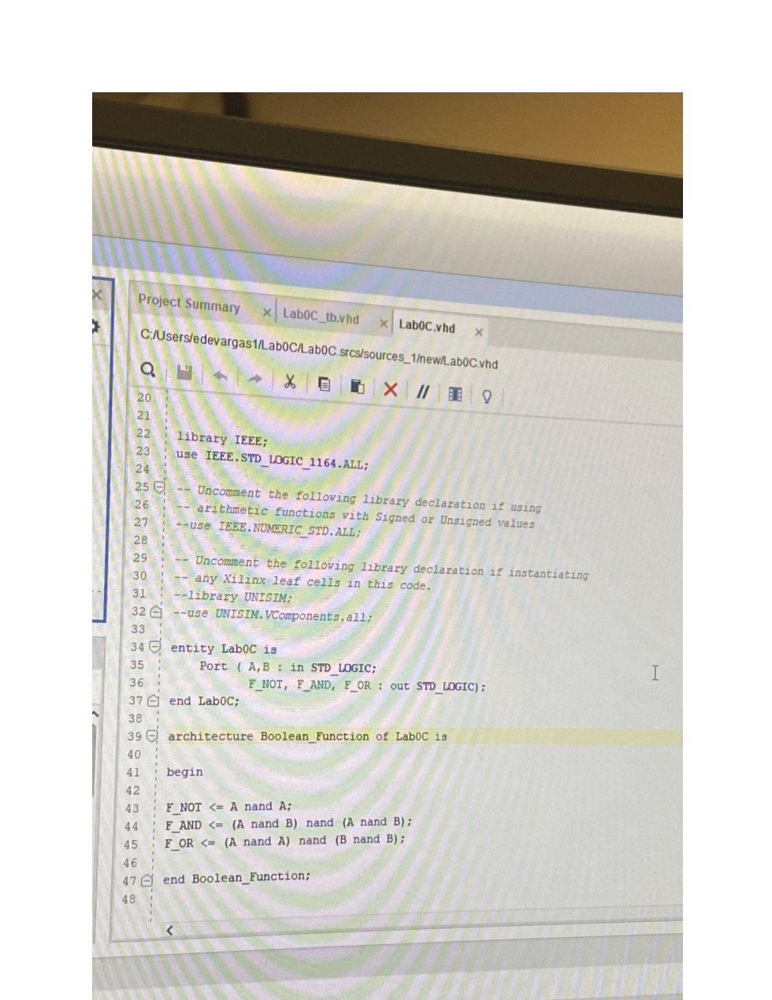 Project Summary × Lab0C_tb.vhd × Lab0C.vhd ×
C:/Users/edevargas1/Lab0C/Lab0C.srcs/sources_1/new/Lab0C.vhd
20
21
22 library IEEE;
23 use IEEE.STD_LOGIC_1164.ALL;
24
25 -- Uncomment the following library declaration if using
26 -- arithmetic functions with Signed or Unsigned values
27 --use IEEE.NUMERIC_STD.ALL;
28
29 -- Uncomment the following library declaration if instantiating
30 -- any Xilinx leaf cells in this code.
31 --library UNISIM;
32 --use UNISIM.VComponents.all;
33
34 entity Lab0C is
35 Port ( A,B : in STD_LOGIC;
36 F_NOT, F_AND, F_OR : out STD_LOGIC);
37 end Lab0C;
38
39 architecture Boolean_Function of Lab0C is
40
41 begin
42
43 F_NOT <= A nand A;
44 F_AND <= (A nand B) nand (A nand B);
45 F_OR <= (A nand A) nand (B nand B);
46
47 end Boolean_Function;
48